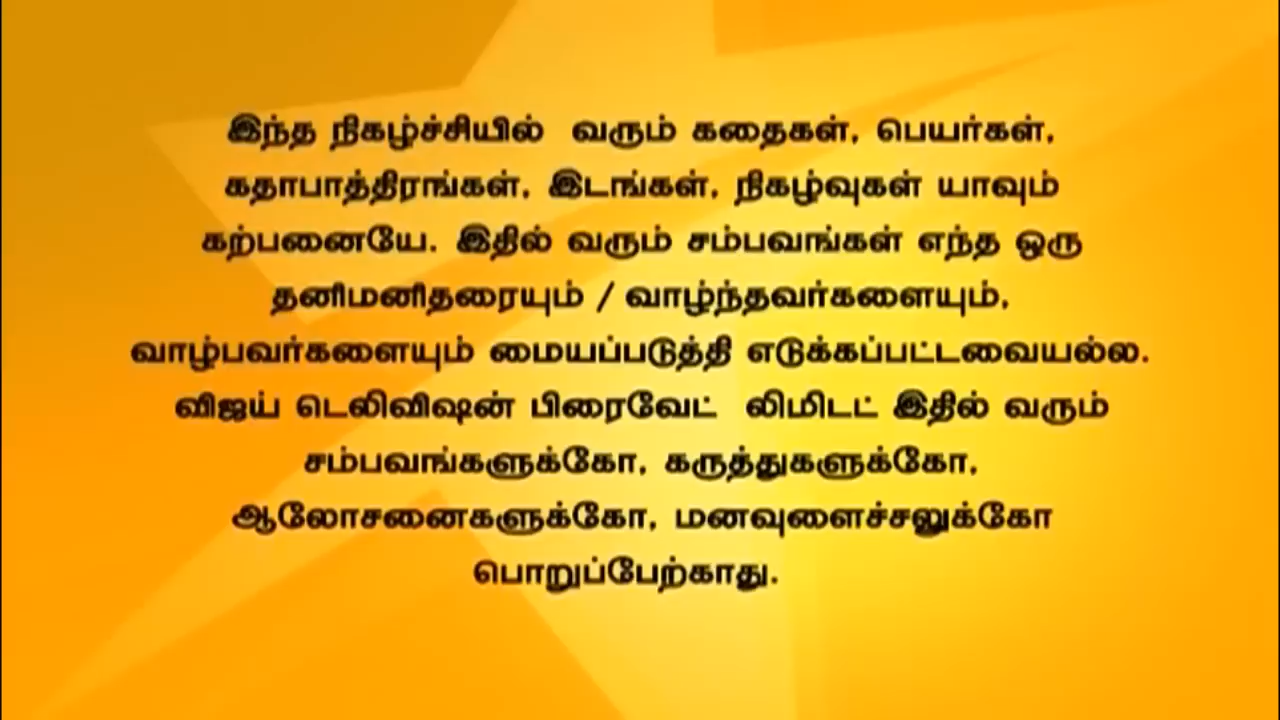 இந்த நிகழ்ச்சியில் வரும் கதைகள், பெயர்கள்,
கதாபாத்திரங்கள், இடங்கள், நிகழ்வுகள் யாவும்
கற்பனையே. இதில் வரும் சம்பவங்கள் எந்த ஒரு
தனிமனிதரையும் / வாழ்ந்தவர்களையும்,
வாழ்பவர்களையும் மையப்படுத்தி எடுக்கப்பட்டவையல்ல.
விஜய் டெலிவிஷன் பிரைவேட் லிமிடட் இதில் வரும்
சம்பவங்களுக்கோ, கருத்துகளுக்கோ,
ஆலோசனைகளுக்கோ, மனவுளைச்சலுக்கோ
பொறுப்பேற்காது.